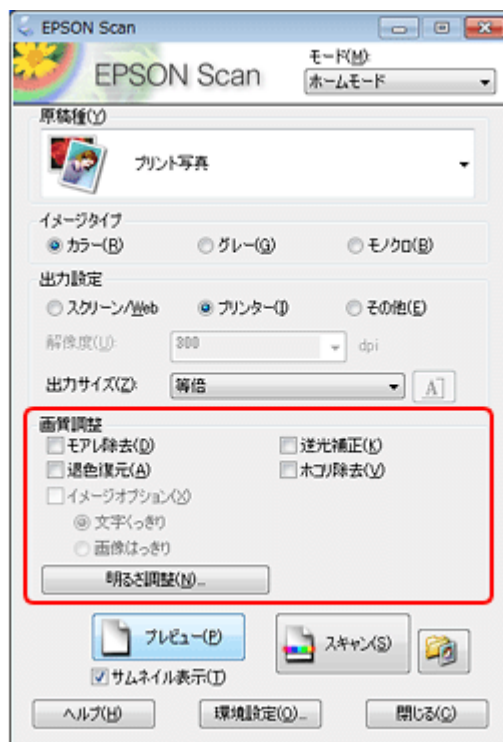 EPSON Scan
EPSON Scan
モード(M):
ホームモード
原稿種(Y)
プリント写真
イメージタイプ
カラー(R) グレー(G) モノクロ(B)
出力設定
スクリーン/Web プリンター(I) その他(E)
解像度(U): 300 dpi
出力サイズ(Z): 等倍 A
画質調整
モアレ除去(D) 逆光補正(K)
退色復元(A) ホコリ除去(V)
イメージオプション(X)
文字くっきり
画像はっきり
明るさ調整(N)...
プレビュー(P) スキャン(S)
サムネイル表示(T)
ヘルプ(H) 環境設定(O)... 閉じる(C)